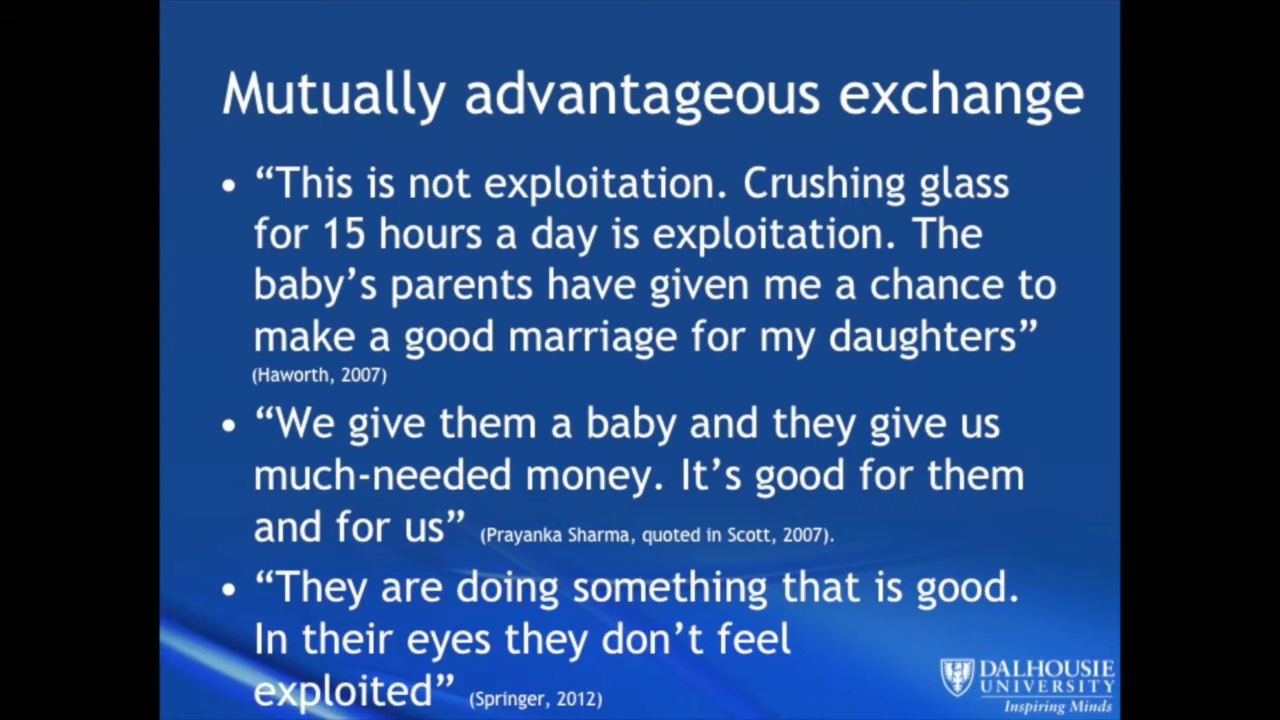 Mutually advantageous exchange
• “This is not exploitation. Crushing glass
for 15 hours a day is exploitation. The
baby’s parents have given me a chance to
make a good marriage for my daughters”
(Haworth, 2007)
• “We give them a baby and they give us
much-needed money. It’s good for them
and for us” (Prayanka Sharma, quoted in Scott, 2007).
• “They are doing something that is good.
In their eyes they don’t feel
exploited” (Springer, 2012)
DALHOUSIE
UNIVERSITY
Inspiring Minds